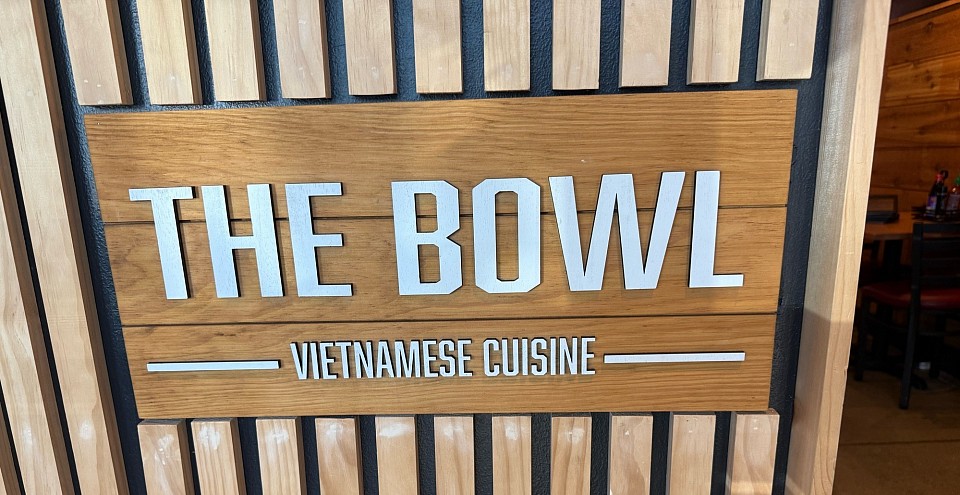 THE BOWL
VIETNAMESE CUISINE